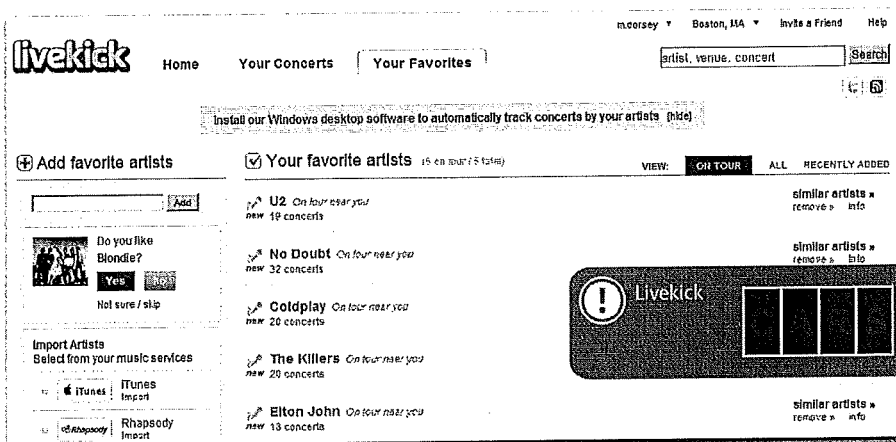 m.dorsey ▼ Boston, MA ▼ Invite a Friend Help
livekick Home Your Concerts Your Favorites
artist, venue, concert Search
Install our Windows desktop software to automatically track concerts by your artists (hide)
Add favorite artists
Add
Do you like
Blondie?
Yes No
Not sure / skip
Import Artists
Select from your music services
iTunes iTunes
Import
Rhapsody Rhapsody
Import
Your favorite artists
VIEW: ON TOUR ALL RECENTLY ADDED
U2 On tour near you
new 19 concerts
similar artists »
remove » info
No Doubt On tour near you
new 32 concerts
similar artists »
remove » info
Coldplay On tour near you
new 20 concerts
The Killers On tour near you
new 20 concerts
Elton John On tour near you
new 13 concerts
similar artists »
remove » info
Livekick